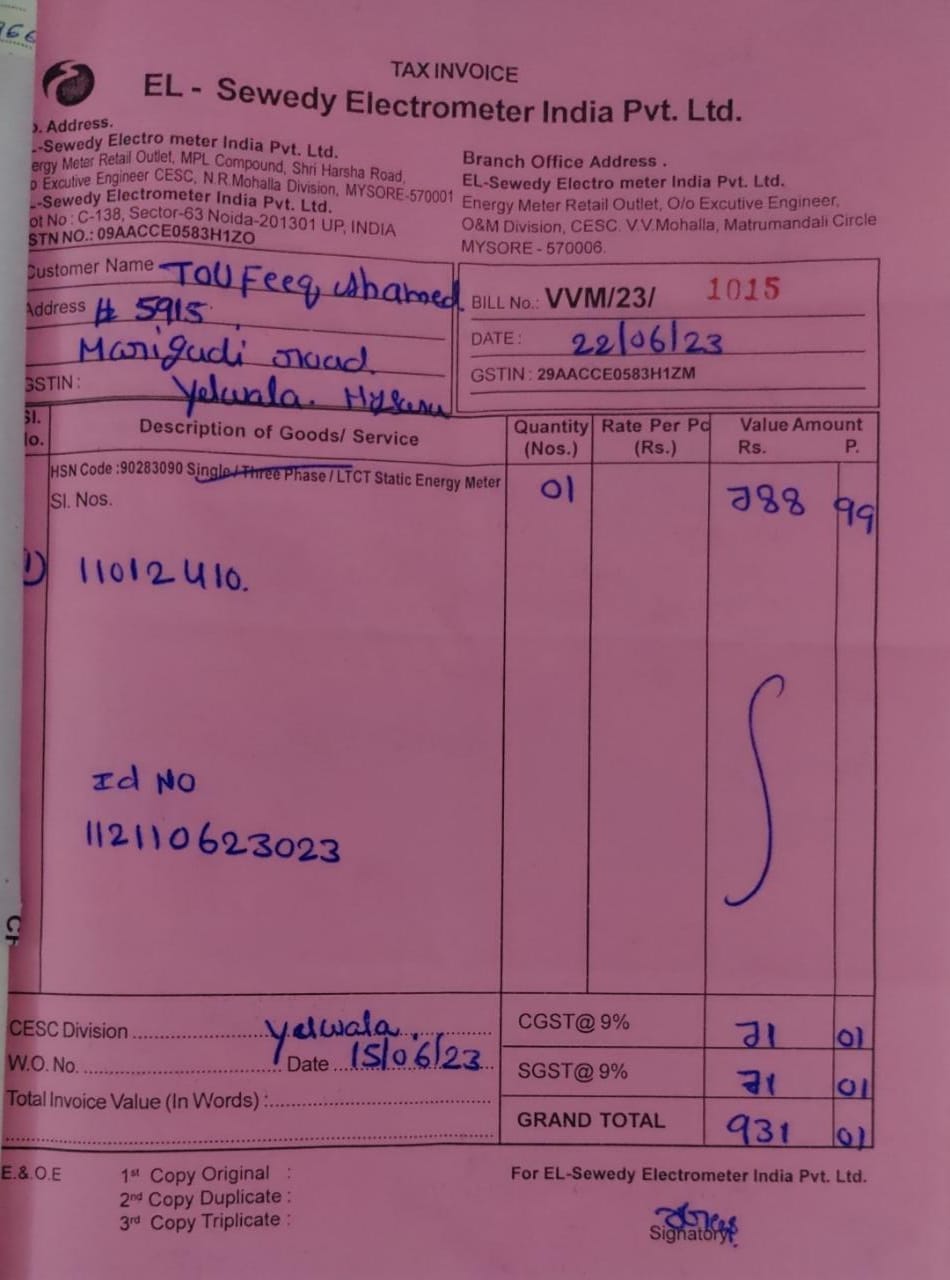 966
TAX INVOICE
EL - Sewedy Electrometer India Pvt. Ltd.
o. Address.
L-Sewedy Electro meter India Pvt. Ltd.
ergy Meter Retail Outlet, MPL Compound, Shri Harsha Road,
o Excutive Engineer CESC, N.R.Mohalla Division, MYSORE-570001
L-Sewedy Electrometer India Pvt. Ltd.
ot No : C-138, Sector-63 Noida-201301 UP, INDIA
STN NO.: 09AACCE0583H1ZO
Branch Office Address .
EL-Sewedy Electro meter India Pvt. Ltd.
Energy Meter Retail Outlet, O/o Excutive Engineer,
O&M Division, CESC. V.V.Mohalla, Matrumandali Circle
MYSORE - 570006.
Customer Name Toufeeq Ahamed
Address # 5915
Marigudi road
GSTIN : Yelwala. Mysuru
BILL No.: VVM/23/ 1015
DATE : 22/06/23
GSTIN : 29AACCE0583H1ZM
Sl. No. Description of Goods/ Service Quantity (Nos.) Rate Per Pc (Rs.) Value Amount Rs. P.
HSN Code :90283090 Single / Three Phase / LTCT Static Energy Meter 01 788 99
Sl. Nos.
1) 11012410.
Id No
112110623023
CESC Division Yelwala.
W.O. No. Date 15/06/23
Total Invoice Value (In Words) :
CGST@ 9% 71 01
SGST@ 9% 71 01
GRAND TOTAL 931 01
E.& O.E 1st Copy Original :
2nd Copy Duplicate :
3rd Copy Triplicate :
For EL-Sewedy Electrometer India Pvt. Ltd.
Signatory